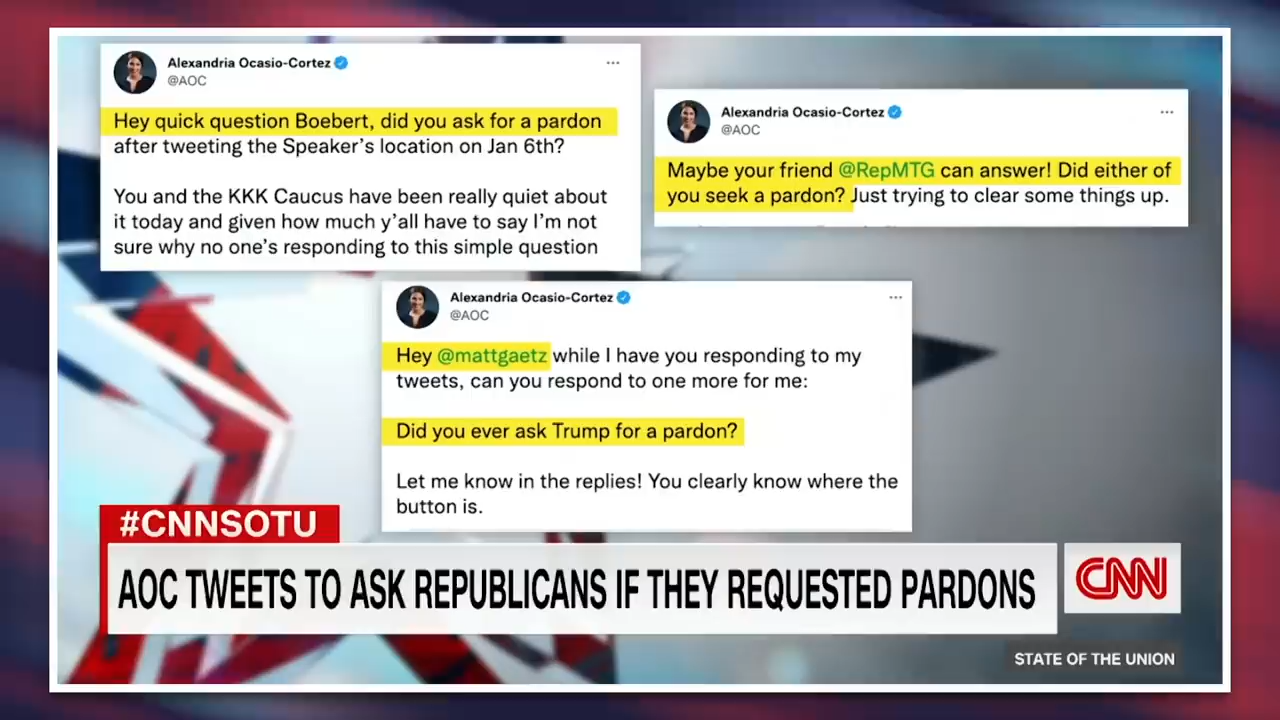 Alexandria Ocasio-Cortez
@AOC
Hey quick question Boebert, did you ask for a pardon
after tweeting the Speaker's location on Jan 6th?
You and the KKK Caucus have been really quiet about
it today and given how much y'all have to say I'm not
sure why no one's responding to this simple question
Alexandria Ocasio-Cortez
@AOC
Maybe your friend @RepMTG can answer! Did either of
you seek a pardon? Just trying to clear some things up.
Alexandria Ocasio-Cortez
@AOC
Hey @mattgaetz while I have you responding to my
tweets, can you respond to one more for me:
Did you ever ask Trump for a pardon?
Let me know in the replies! You clearly know where the
button is.
#CNNSOTU
AOC TWEETS TO ASK REPUBLICANS IF THEY REQUESTED PARDONS
CNN
STATE OF THE UNION